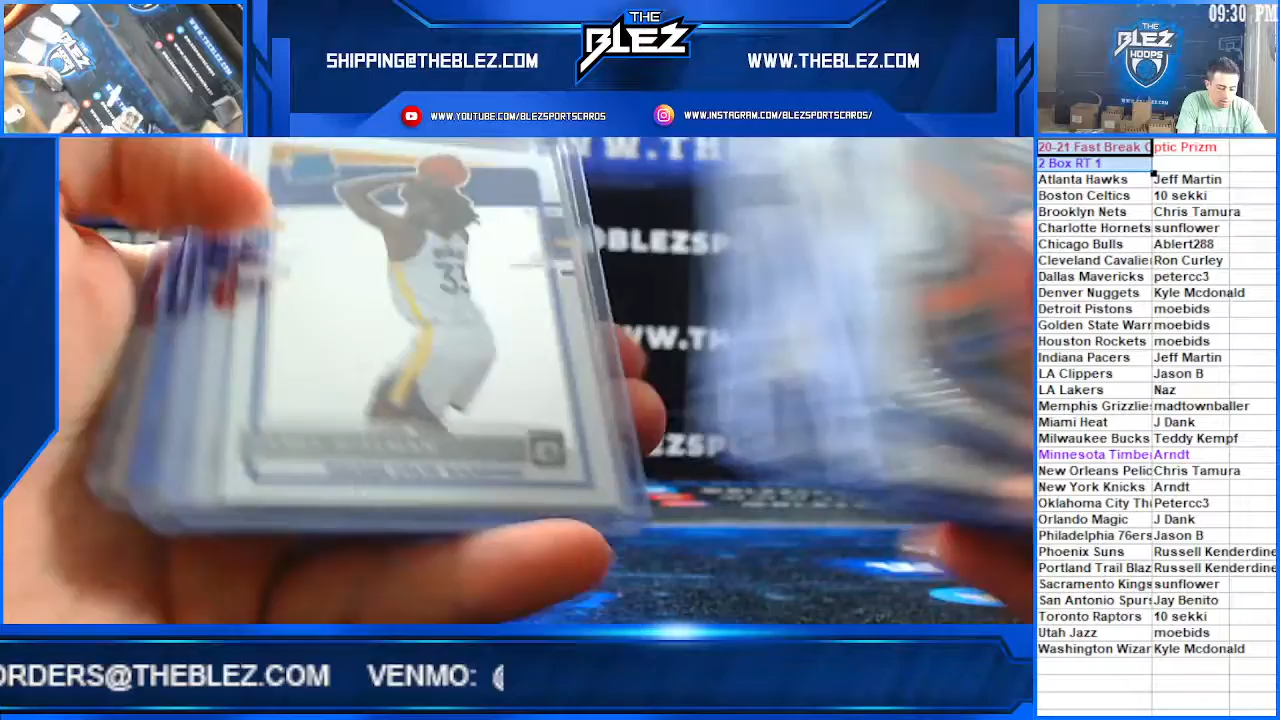 09:30 PM
SHIPPING@THEBLEZ.COM
THE
BLEZ
WWW.THEBLEZ.COM
WWW.YOUTUBE.COM/BLEZSPORTSCARDS
WWW.INSTAGRAM.COM/BLEZSPORTSCARDS/
THE
BLEZ
HOOPS
20-21 Fast Break Optic Prizm
2 Box RT 1
Atlanta Hawks Jeff Martin
Boston Celtics 10 sekki
Brooklyn Nets Chris Tamura
Charlotte Hornets sunflower
Chicago Bulls Ablert288
Cleveland Cavalie Ron Curley
Dallas Mavericks petercc3
Denver Nuggets Kyle Mcdonald
Detroit Pistons moebids
Golden State Warr moebids
Houston Rockets moebids
Indiana Pacers Jeff Martin
LA Clippers Jason B
LA Lakers Naz
Memphis Grizzlie madtownballer
Miami Heat J Dank
Milwaukee Bucks Teddy Kempf
Minnesota Timbe Arndt
New Orleans Pelic Chris Tamura
New York Knicks Arndt
Oklahoma City Th Petercc3
Orlando Magic J Dank
Philadelphia 76ers Jason B
Phoenix Suns Russell Kenderdine
Portland Trail Blaz Russell Kenderdine
Sacramento Kings sunflower
San Antonio Spurs Jay Benito
Toronto Raptors 10 sekki
Utah Jazz moebids
Washington Wizar Kyle Mcdonald
33
ORDERS@THEBLEZ.COM VENMO: @